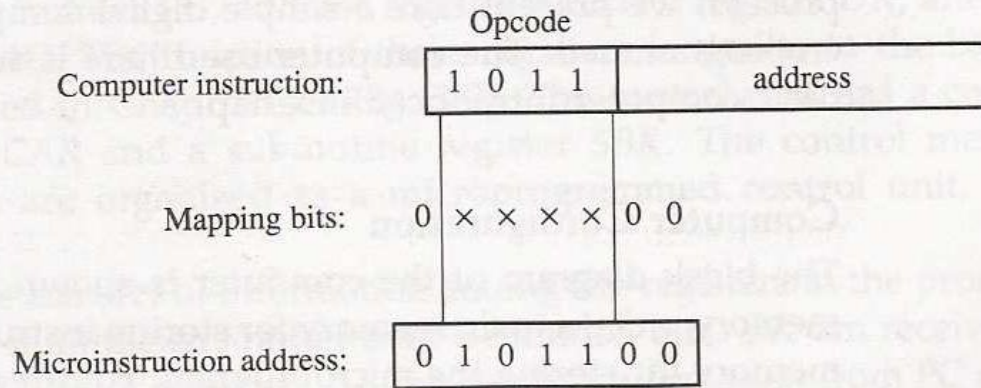 Opcode
Computer instruction: 1 0 1 1 address
Mapping bits: 0 × × × × 0 0
Microinstruction address: 0 1 0 1 1 0 0